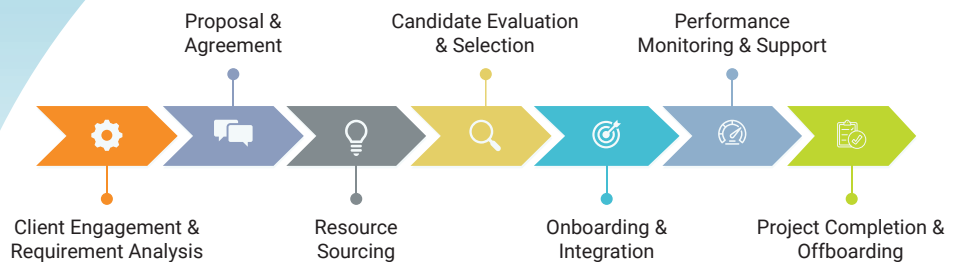 Proposal &
Agreement
Candidate Evaluation
& Selection
Performance
Monitoring & Support
Client Engagement &
Requirement Analysis
Resource
Sourcing
Onboarding &
Integration
Project Completion &
Offboarding